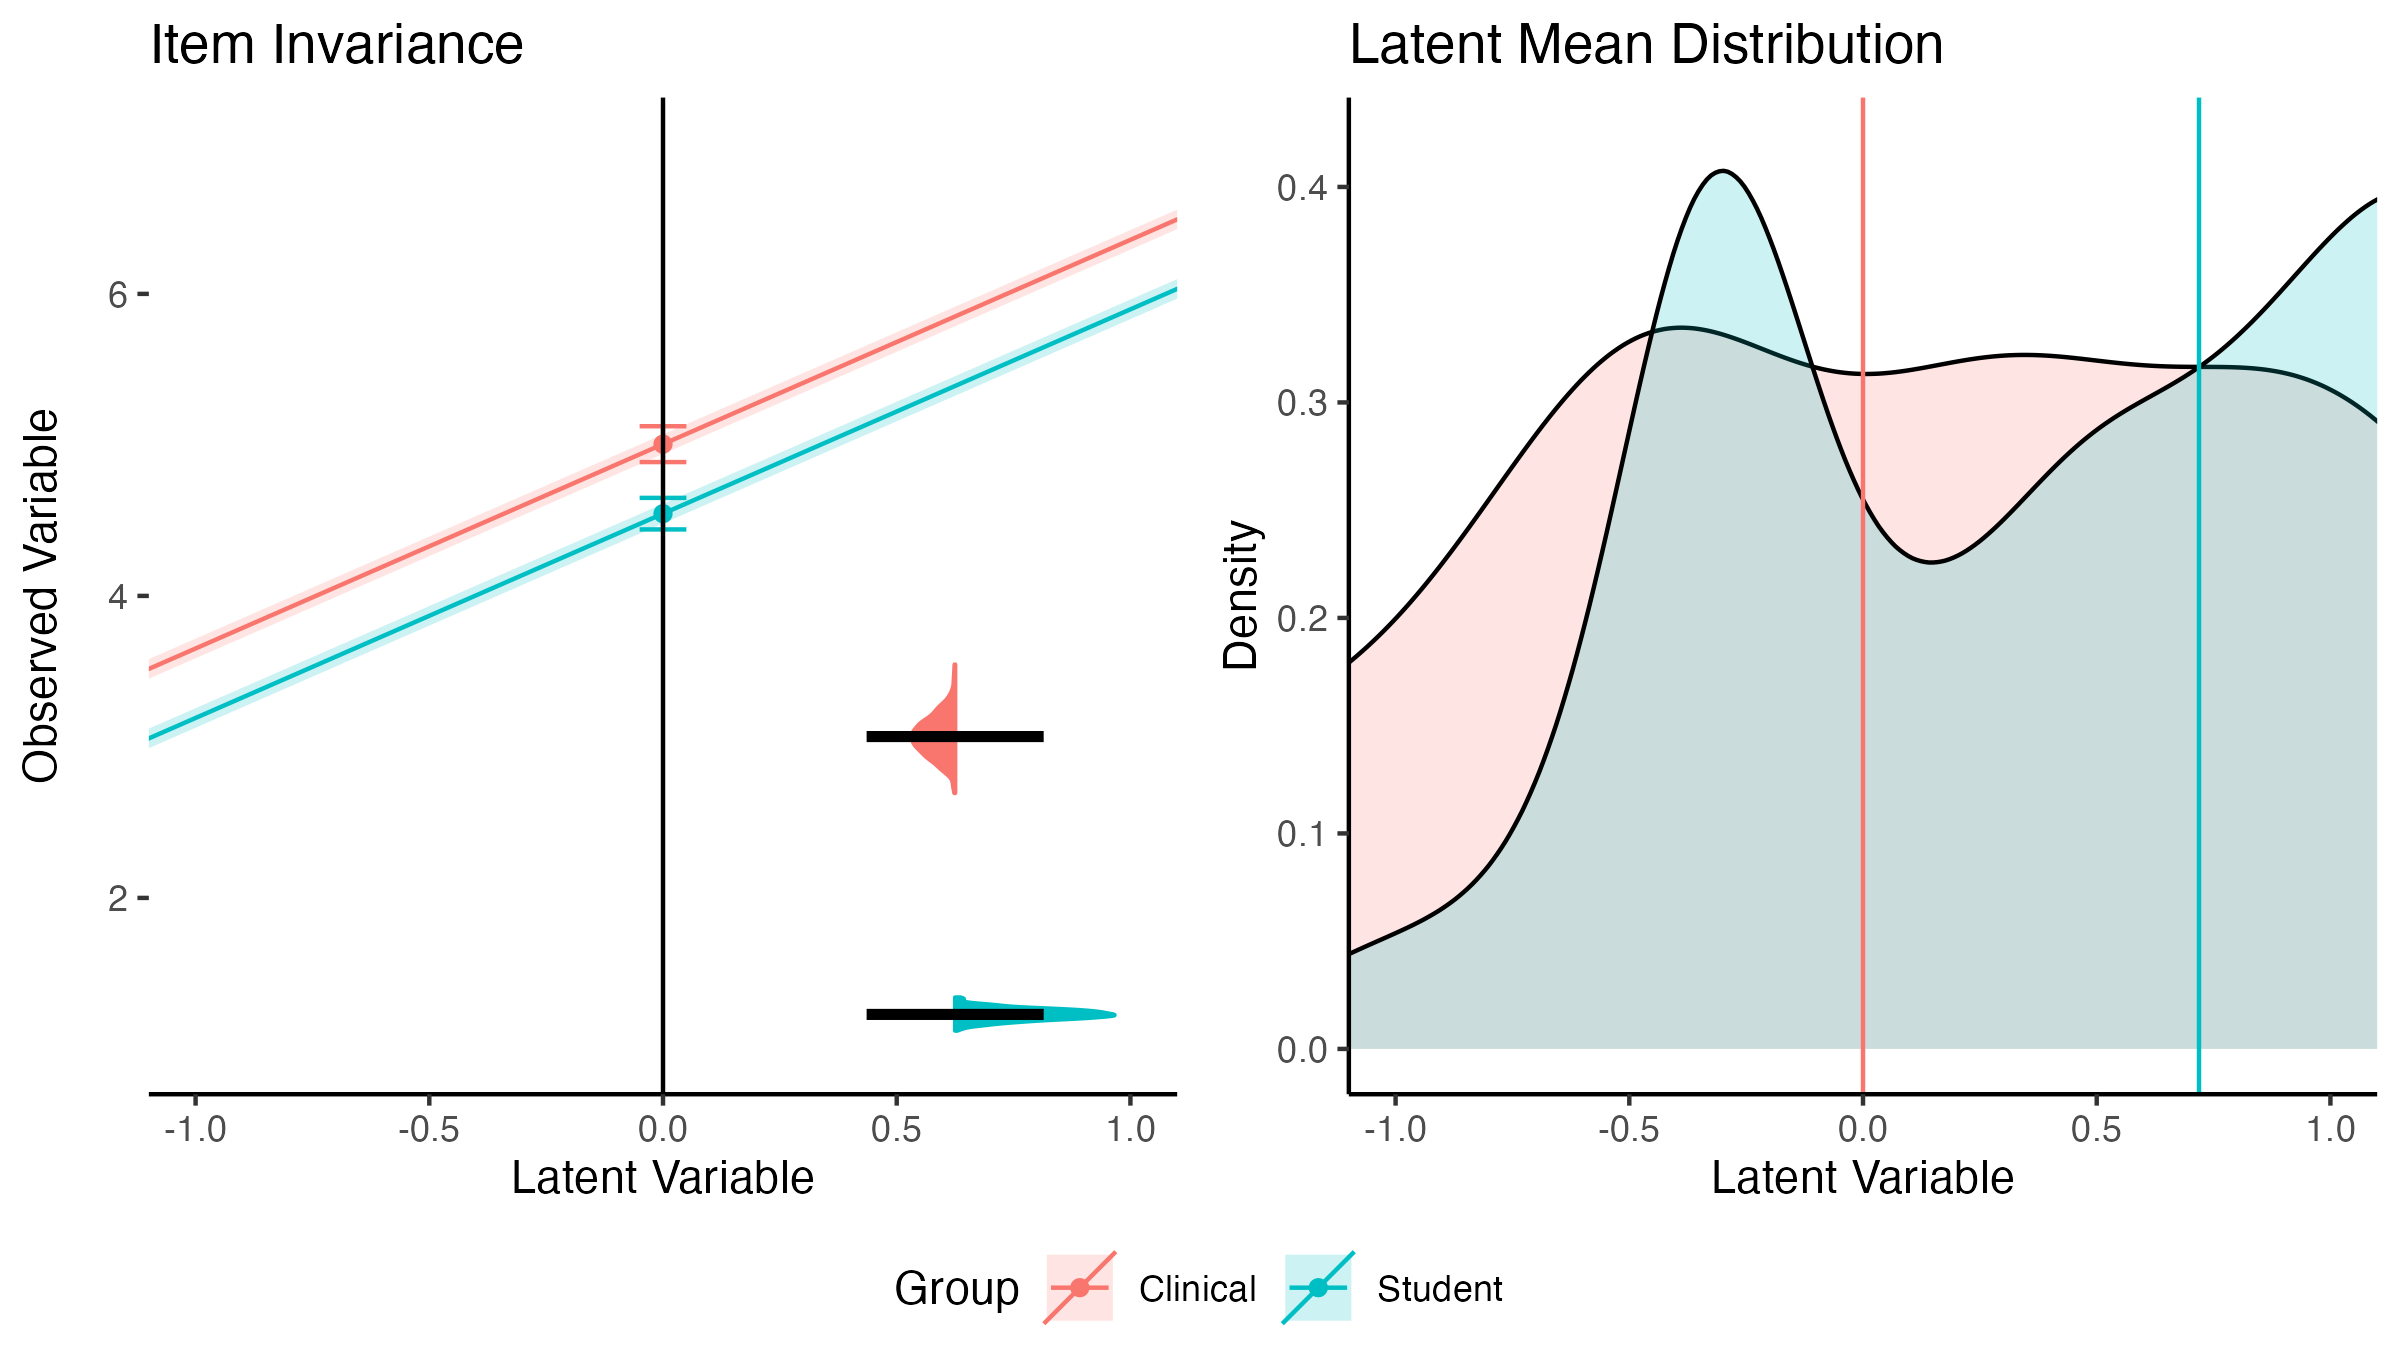 Item Invariance
Observed Variable
6
4
2
-1.0 -0.5 0.0 0.5 1.0
Latent Variable
Latent Mean Distribution
Density
0.4
0.3
0.2
0.1
0.0
-1.0 -0.5 0.0 0.5 1.0
Latent Variable
Group Clinical Student